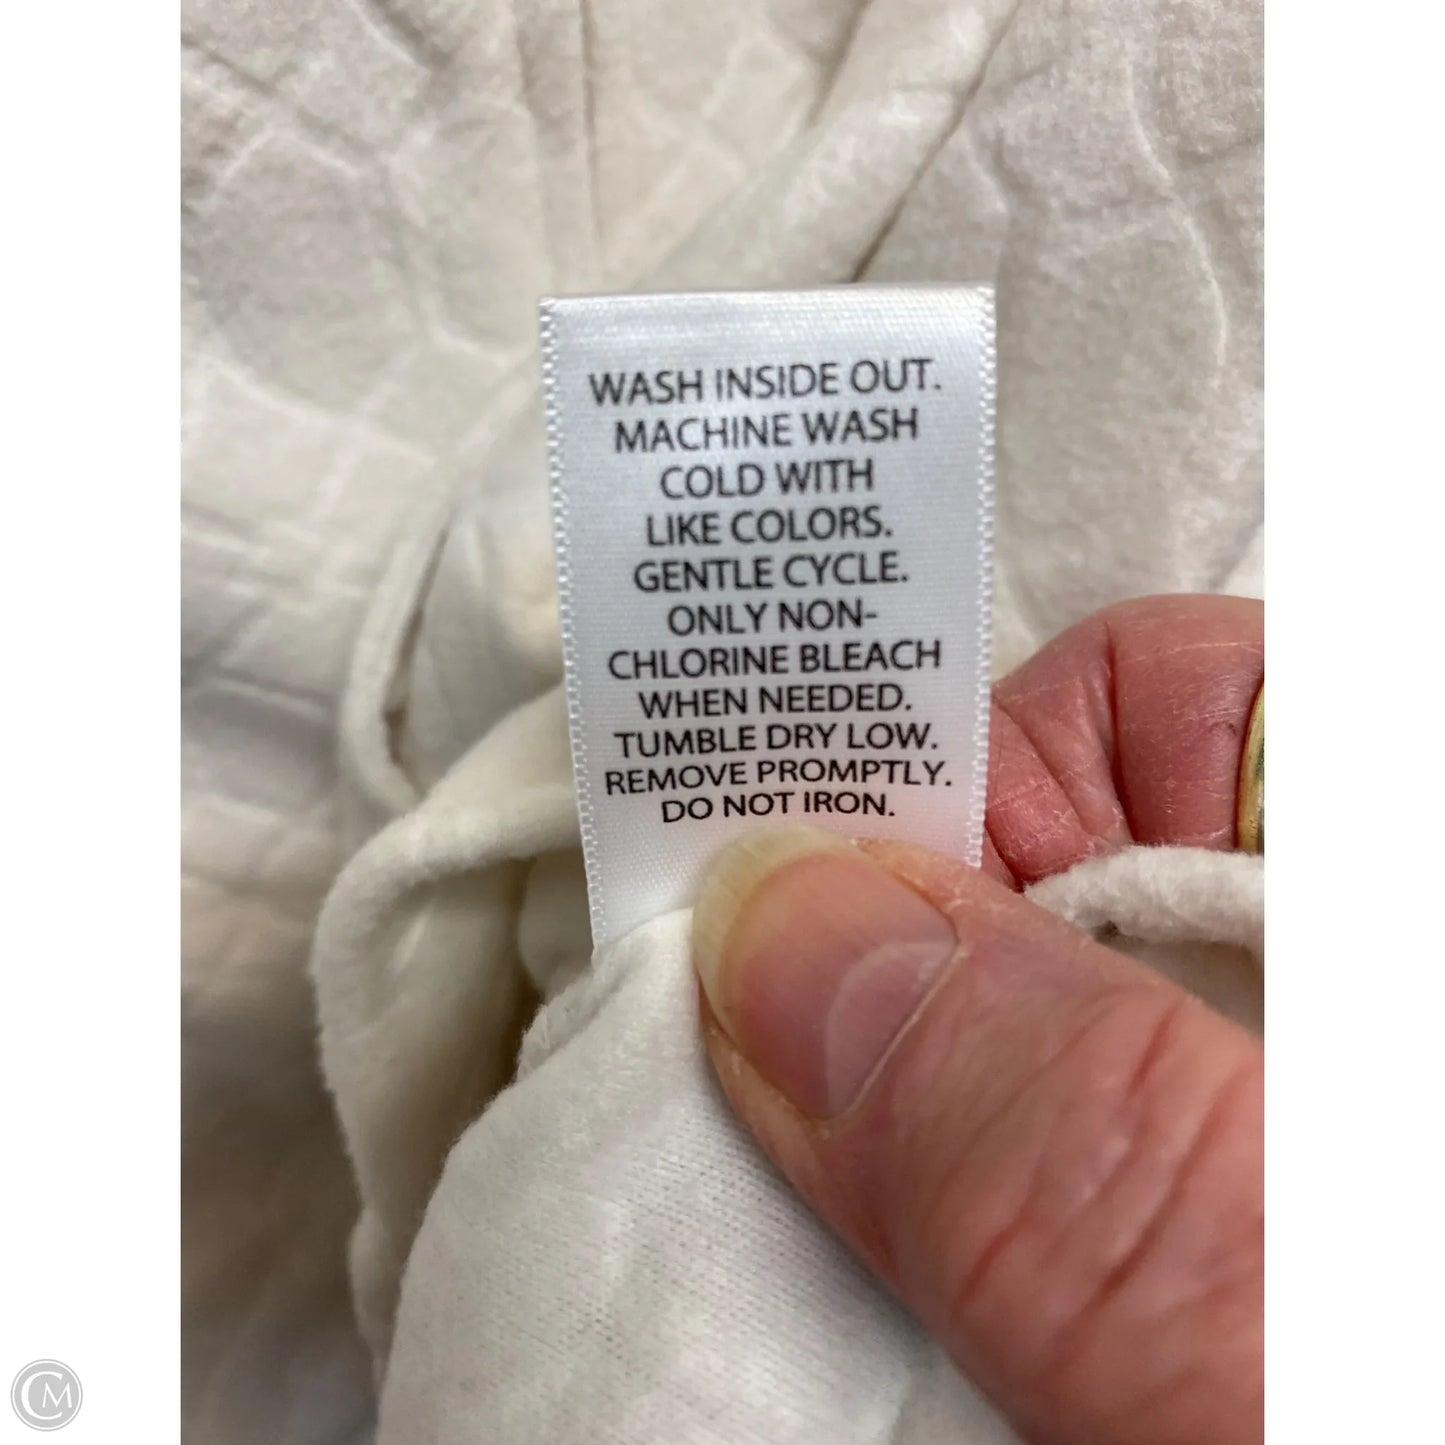 WASH INSIDE OUT.
MACHINE WASH
COLD WITH
LIKE COLORS.
GENTLE CYCLE.
ONLY NON-
CHLORINE BLEACH
WHEN NEEDED.
TUMBLE DRY LOW.
REMOVE PROMPTLY.
DO NOT IRON.
CM